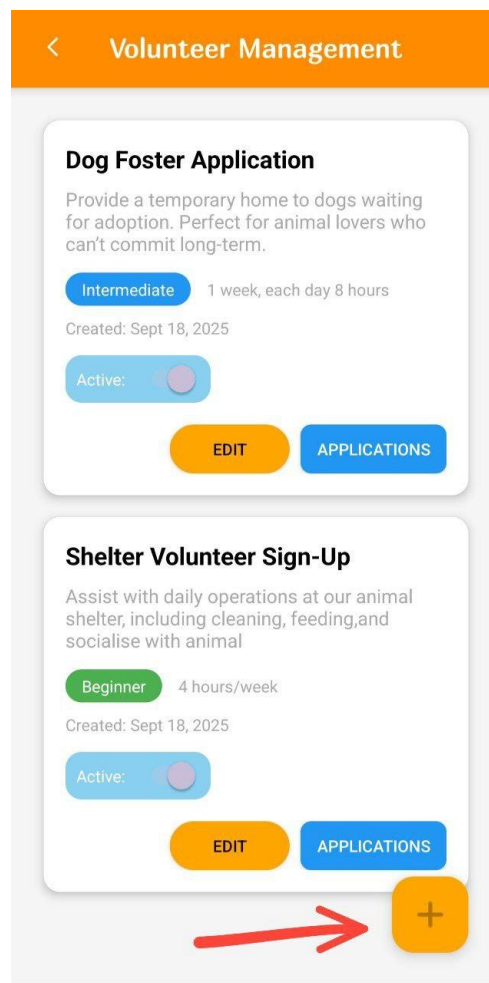 Volunteer Management
Dog Foster Application
Provide a temporary home to dogs waiting
for adoption. Perfect for animal lovers who
can't commit long-term.
Intermediate 1 week, each day 8 hours
Created: Sept 18, 2025
Active:
EDIT APPLICATIONS
Shelter Volunteer Sign-Up
Assist with daily operations at our animal
shelter, including cleaning, feeding,and
socialise with animal
Beginner 4 hours/week
Created: Sept 18, 2025
Active:
EDIT APPLICATIONS
+